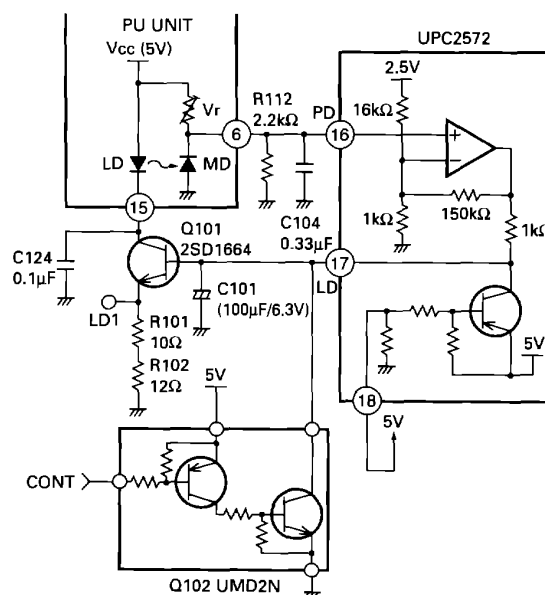 PU UNIT
Vcc (5V)
Vr
LD
MD
6
15
R112
2.2kΩ
C104
0.33μF
PD
16
UPC2572
2.5V
16kΩ
+
−
150kΩ
1kΩ
1kΩ
17
LD
5V
18
5V
Q101
2SD1664
C124
0.1μF
C101
(100μF/6.3V)
LD1
R101
10Ω
R102
12Ω
5V
CONT
Q102 UMD2N